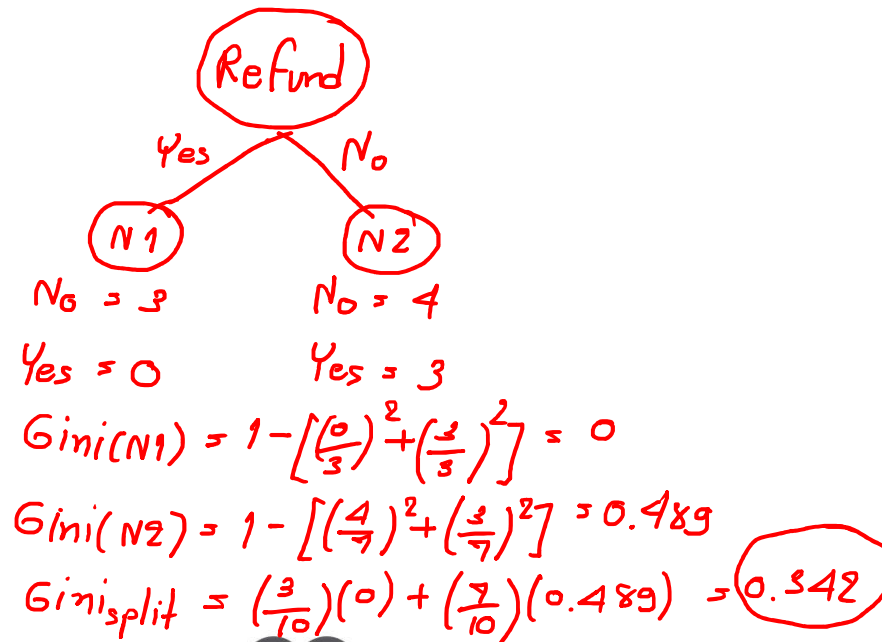 Refund
Yes No
N1 N2
No = 3 No = 4
Yes = 0 Yes = 3
Gini(N1) = 1-[(0/3)²+(3/3)²] = 0
Gini(N2) = 1-[(4/7)²+(3/7)²] = 0.489
Ginisplit = (3/10)(0)+(7/10)(0.489) = 0.342